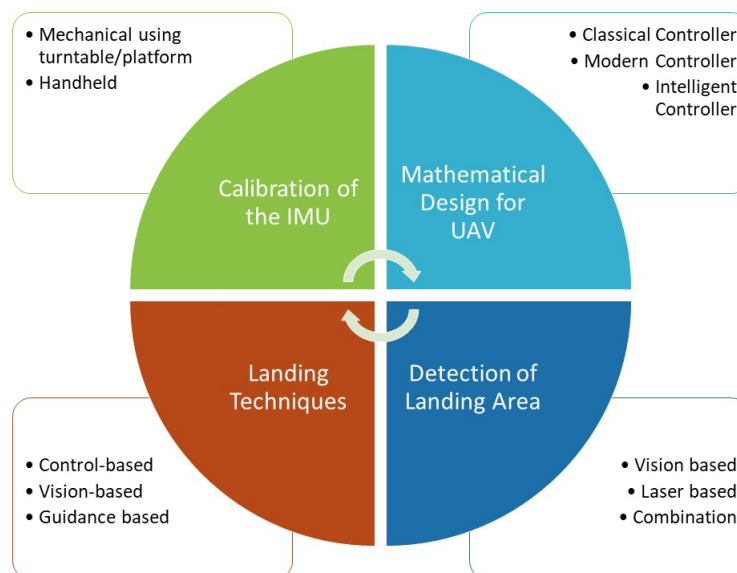 • Mechanical using
turntable/platform
• Handheld
• Classical Controller
• Modern Controller
• Intelligent
Controller
Calibration of
the IMU
Mathematical
Design for
UAV
Landing
Techniques
Detection of
Landing Area
• Control-based
• Vision-based
• Guidance based
• Vision based
• Laser based
• Combination